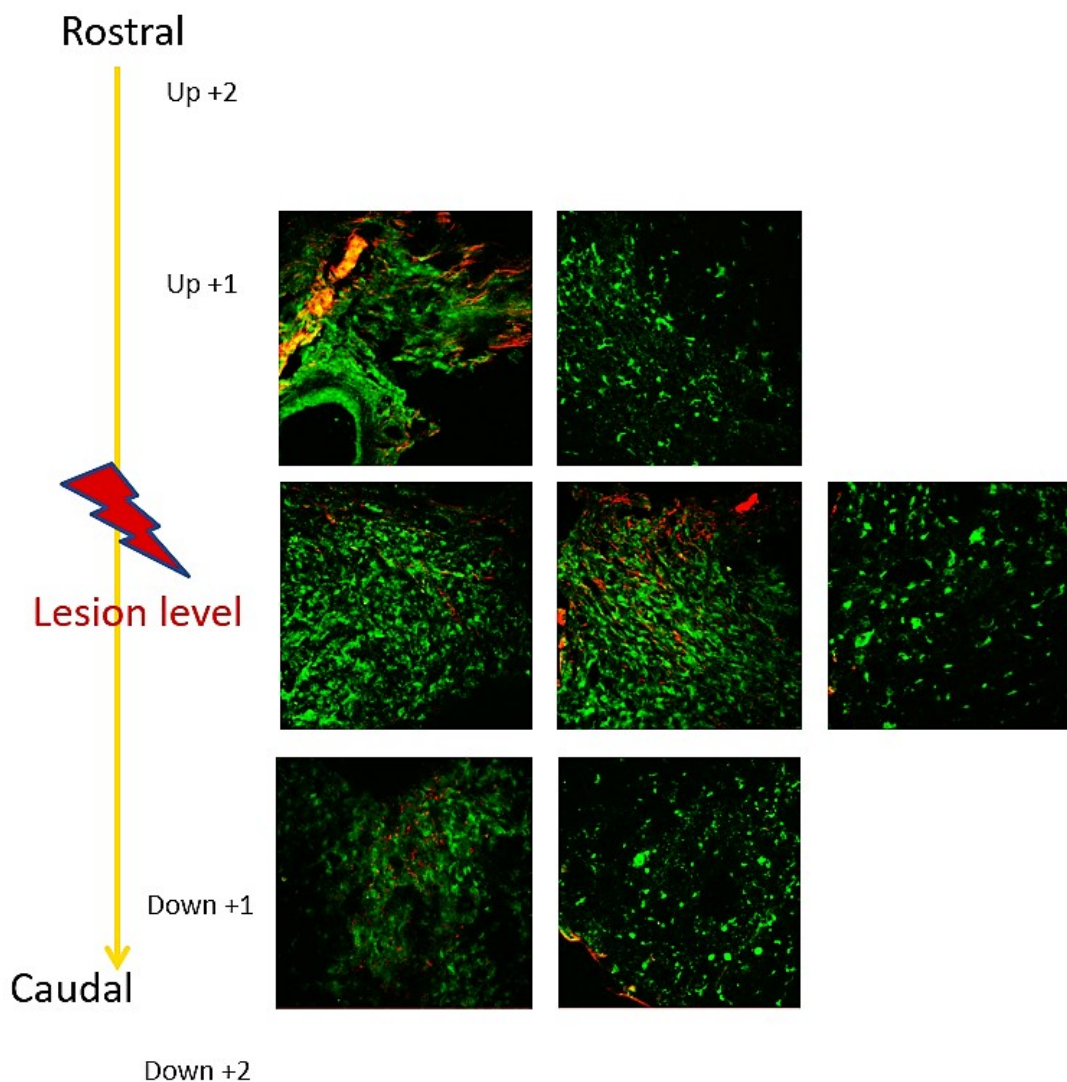 Rostral
Up +2
Up +1
Lesion level
Down +1
Caudal
Down +2